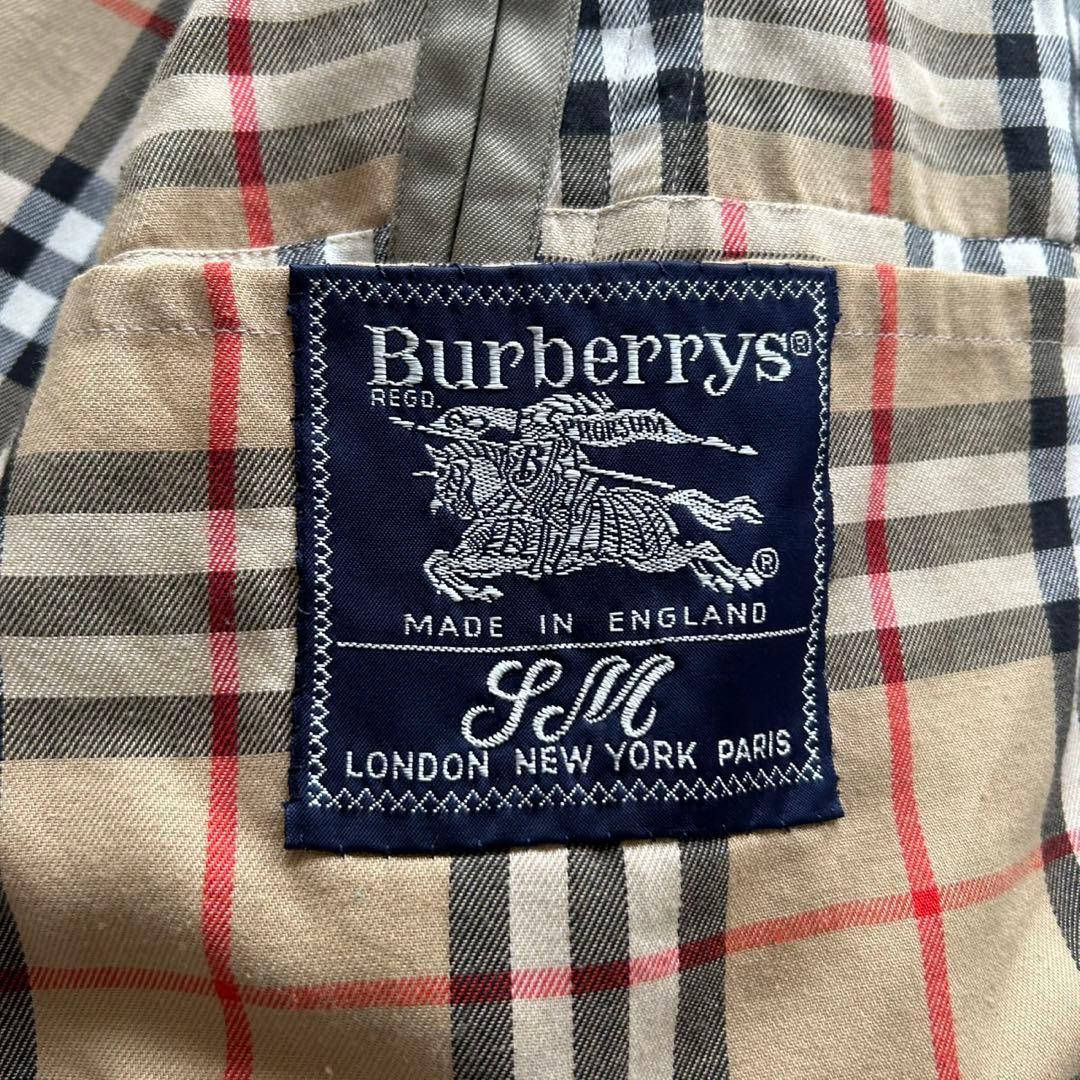 Burberrys®
REGD.
PRORSUM
B
®
MADE IN ENGLAND
SM
LONDON NEW YORK PARIS